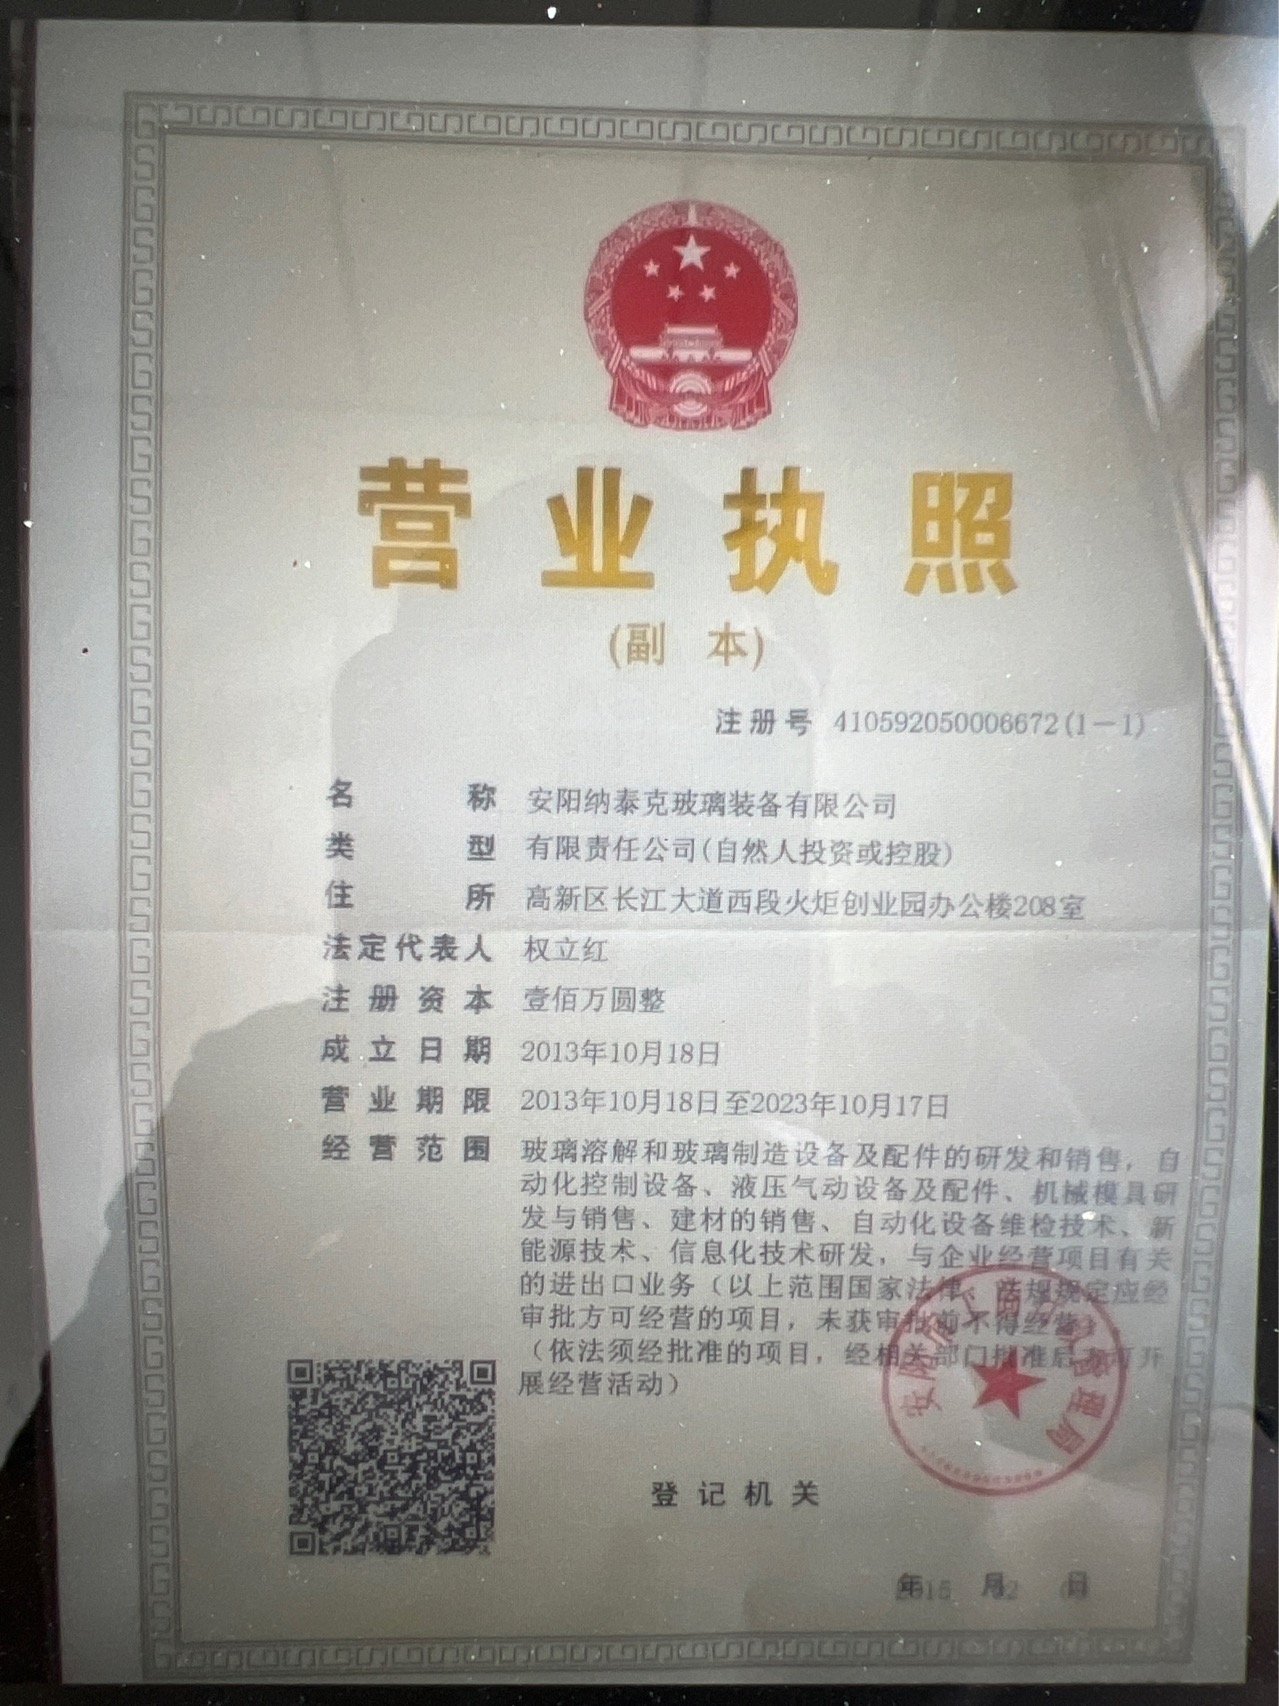 营业执照
(副 本)
注册号 410592050006672(1-1)
名称 安阳纳泰克玻璃装备有限公司
类型 有限责任公司(自然人投资或控股)
住所 高新区长江大道西段火炬创业园办公楼208室
法定代表人 权立红
注册资本 壹佰万圆整
成立日期 2013年10月18日
营业期限 2013年10月18日至2023年10月17日
经营范围 玻璃溶解和玻璃制造设备及配件的研发和销售，自
动化控制设备、液压气动设备及配件、机械模具研
发与销售、建材的销售、自动化设备维检技术、新
能源技术、信息化技术研发，与企业经营项目有关
的进出口业务（以上范围国家法律、法规规定应经
审批方可经营的项目，未获审批前不得经营）
（依法须经批准的项目，经相关部门批准后方可开
展经营活动）
登记机关
年 月 日